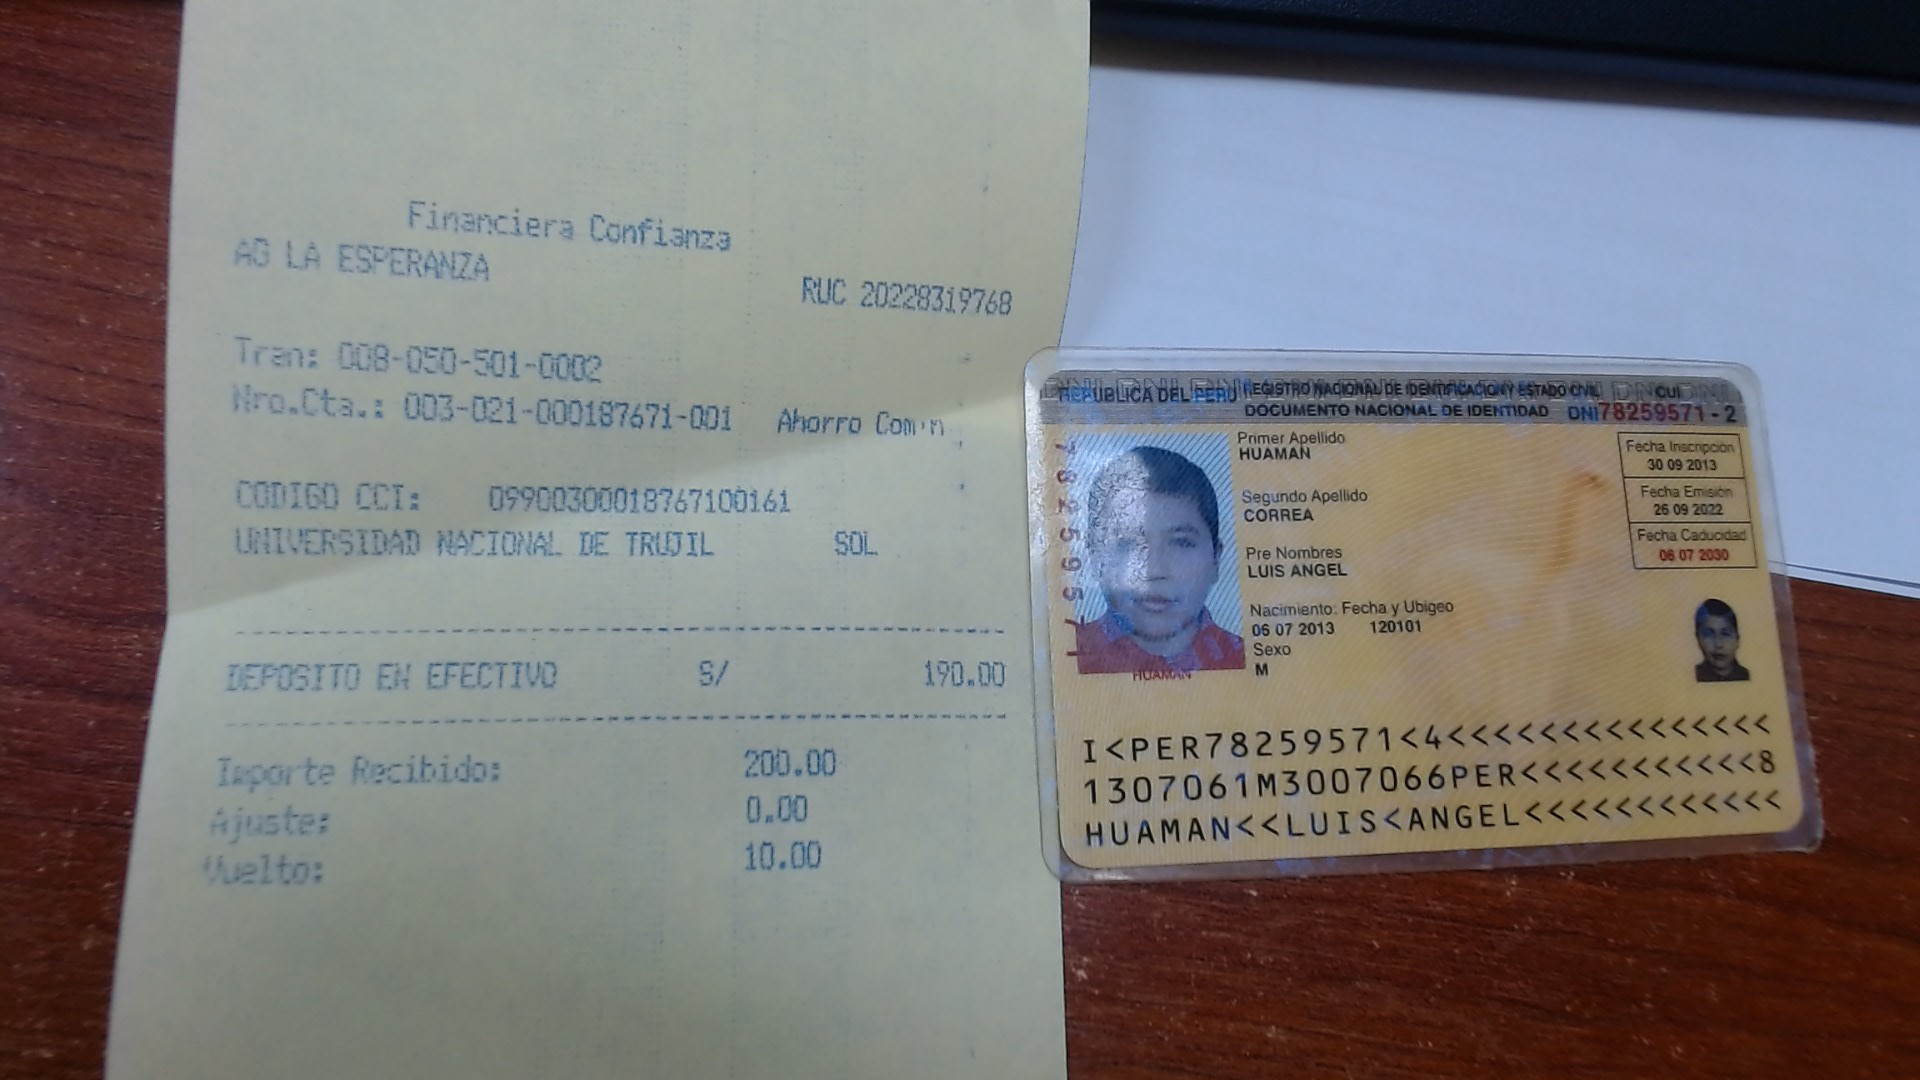 Financiera Confianza
AG LA ESPERANZA
RUC 20228319768
Tran: 008-050-501-0002
Nro.Cta.: 003-021-000187671-001 Ahorro Com·n
CODIGO CCI: 09900300018767100161
UNIVERSIDAD NACIONAL DE TRUJIL SOL
DEPOSITO EN EFECTIVO S/ 190.00
Importe Recibido: 200.00
Ajuste: 0.00
Vuelto: 10.00
REPUBLICA DEL PERU REGISTRO NACIONAL DE IDENTIFICACION Y ESTADO CIVIL CUI
DOCUMENTO NACIONAL DE IDENTIDAD DNI 78259571 - 2
78259571
Primer Apellido
HUAMAN
Segundo Apellido
CORREA
Pre Nombres
LUIS ANGEL
Nacimiento: Fecha y Ubigeo
06 07 2013 120101
Sexo
M
HUAMAN
Fecha Inscripción
30 09 2013
Fecha Emisión
26 09 2022
Fecha Caducidad
06 07 2030
I<PER78259571<4<<<<<<<<<<<<<<<
1307061M3007066PER<<<<<<<<<<<8
HUAMAN<<LUIS<ANGEL<<<<<<<<<<<<